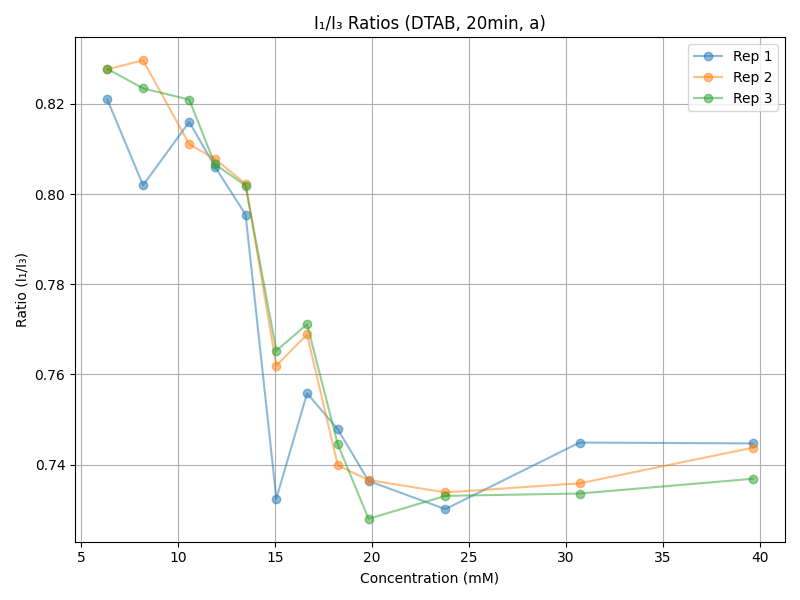 I₁/I₃ Ratios (DTAB, 20min, a)
Rep 1
Rep 2
Rep 3
Ratio (I₁/I₃)
0.82
0.80
0.78
0.76
0.74
5 10 15 20 25 30 35 40
Concentration (mM)